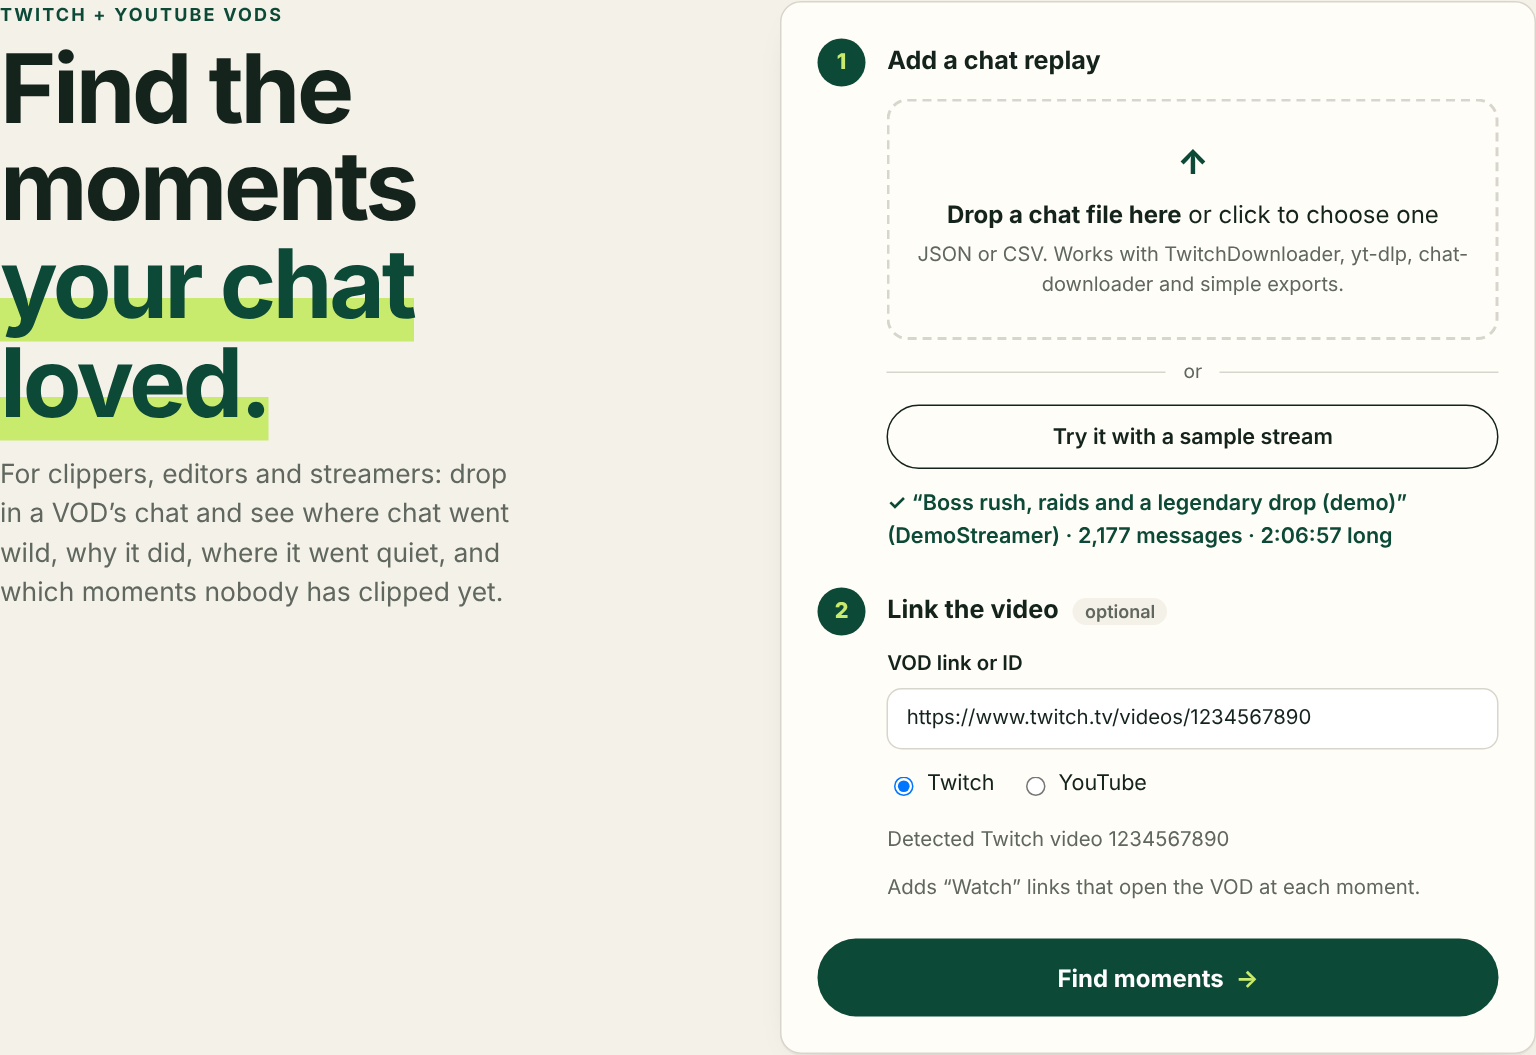 TWITCH + YOUTUBE VODS
Find the
moments
your chat
loved.
For clippers, editors and streamers: drop
in a VOD’s chat and see where chat went
wild, why it did, where it went quiet, and
which moments nobody has clipped yet.
1 Add a chat replay
↑
Drop a chat file here or click to choose one
JSON or CSV. Works with TwitchDownloader, yt-dlp, chat-
downloader and simple exports.
or
Try it with a sample stream
✓ “Boss rush, raids and a legendary drop (demo)”
(DemoStreamer) · 2,177 messages · 2:06:57 long
2 Link the video optional
VOD link or ID
https://www.twitch.tv/videos/1234567890
Twitch YouTube
Detected Twitch video 1234567890
Adds “Watch” links that open the VOD at each moment.
Find moments →